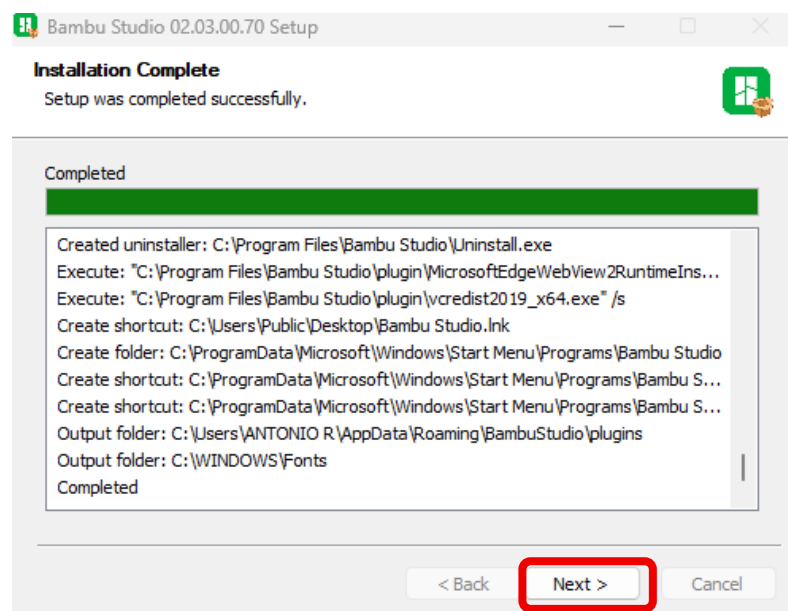 Bambu Studio 02.03.00.70 Setup
Installation Complete
Setup was completed successfully.
Completed
Created uninstaller: C:\Program Files\Bambu Studio\Uninstall.exe
Execute: "C:\Program Files\Bambu Studio\plugin\MicrosoftEdgeWebView2RuntimeIns...
Execute: "C:\Program Files\Bambu Studio\plugin\vcredist2019_x64.exe" /s
Create shortcut: C:\Users\Public\Desktop\Bambu Studio.lnk
Create folder: C:\ProgramData\Microsoft\Windows\Start Menu\Programs\Bambu Studio
Create shortcut: C:\ProgramData\Microsoft\Windows\Start Menu\Programs\Bambu S...
Create shortcut: C:\ProgramData\Microsoft\Windows\Start Menu\Programs\Bambu S...
Output folder: C:\Users\ANTONIO R\AppData\Roaming\BambuStudio\plugins
Output folder: C:\WINDOWS\Fonts
Completed
< Back Next > Cancel